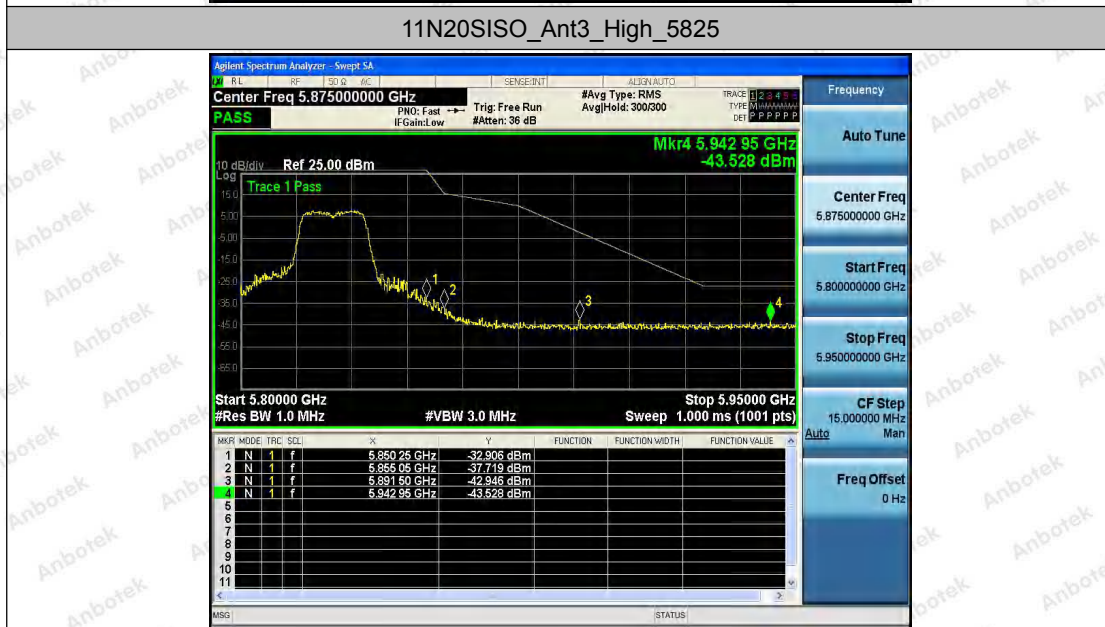 11N20SISO_Ant3_High_5825
Agilent Spectrum Analyzer - Swept SA
RL RF 50 Ω AC SENSE:INT ALIGN AUTO
Center Freq 5.875000000 GHz #Avg Type: RMS TRACE 1 2 3 4 5 6
PNO: Fast Trig: Free Run Avg|Hold: 300/300 TYPE M
PASS IFGain:Low #Atten: 36 dB DET P P P P P P
Mkr4 5.942 95 GHz
-43.528 dBm
10 dB/div Ref 25.00 dBm
Log
Trace 1 Pass
15.0
5.00
-5.00
-15.0
-25.0
-35.0
-45.0
-55.0
-65.0
1
2
3
4
Start 5.80000 GHz Stop 5.95000 GHz
#Res BW 1.0 MHz #VBW 3.0 MHz Sweep 1.000 ms (1001 pts)
MKR MODE TRC SCL X Y FUNCTION FUNCTION WIDTH FUNCTION VALUE
1 N 1 f 5.850 25 GHz -32.906 dBm
2 N 1 f 5.855 05 GHz -37.719 dBm
3 N 1 f 5.891 50 GHz -42.946 dBm
4 N 1 f 5.942 95 GHz -43.528 dBm
5
6
7
8
9
10
11
MSG STATUS
Frequency
Auto Tune
Center Freq
5.875000000 GHz
Start Freq
5.800000000 GHz
Stop Freq
5.950000000 GHz
CF Step
15.000000 MHz
Auto Man
Freq Offset
0 Hz